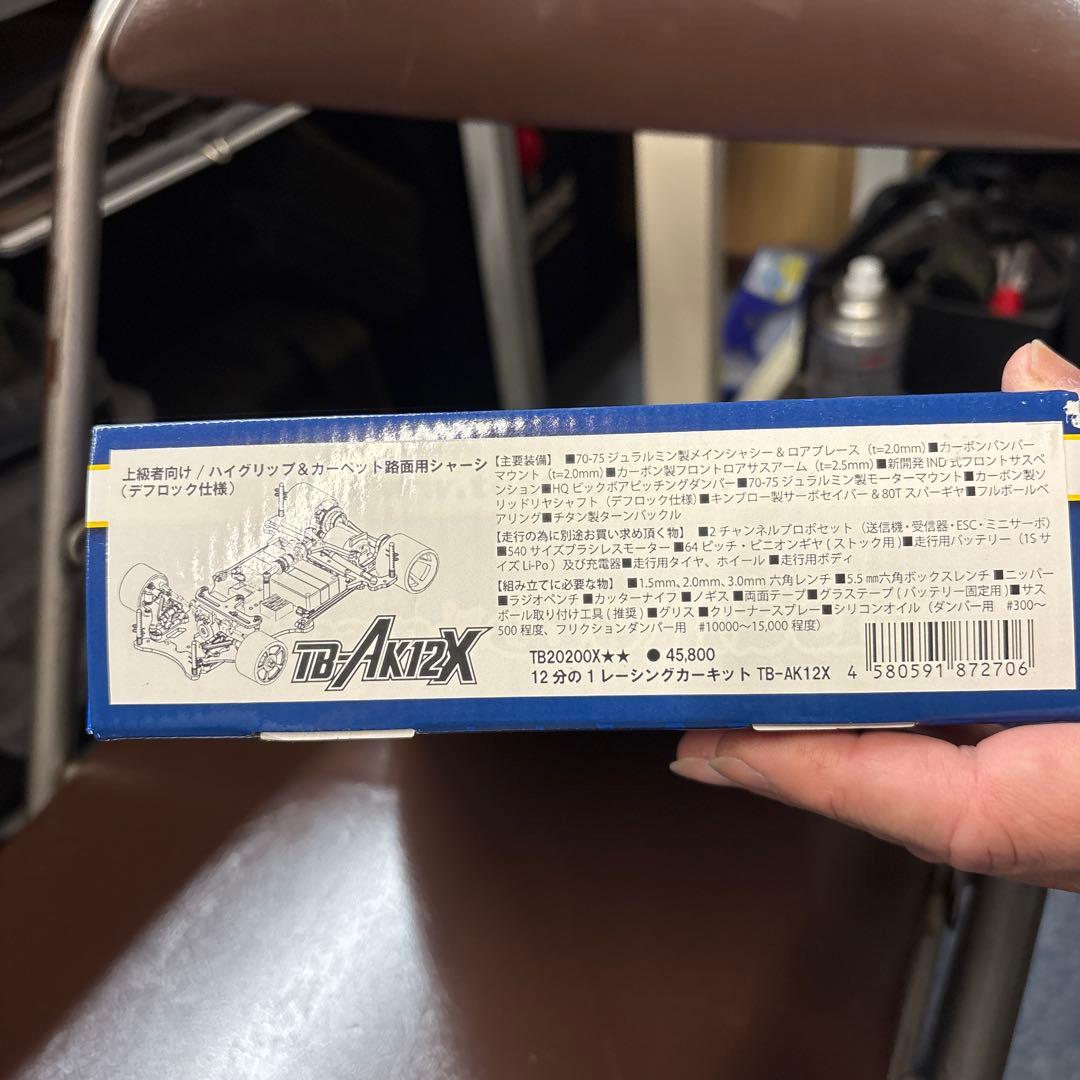 上級者向け / ハイグリップ＆カーペット路面用シャーシ
（デフロック仕様）
【主要装備】 ■70-75 ジュラルミン製メインシャシー & ロアブレース（t=2.0mm）■カーボンバンパー
マウント（t=2.0mm）■カーボン製フロントロアサスアーム（t=2.5mm）■新開発 IND 式フロントサスペ
ンション■HQ ビックボアピッチングダンパー■70-75 ジュラルミン製モーターマウント■カーボン製ソ
リッドリヤシャフト（デフロック仕様）■キンブロー製サーボセイバー & 80T スパーギヤ■フルボールベ
アリング■チタン製ターンバックル
【走行の為に別途お買い求め頂く物】 ■2 チャンネルプロポセット（送信機・受信器・ESC・ミニサーボ）
■540 サイズブラシレスモーター ■64 ピッチ・ピニオンギヤ ( ストック用 ) ■走行用バッテリー（1S サ
イズ Li-Po ）及び充電器■走行用タイヤ、ホイール ■走行用ボディ
【組み立てに必要な物】 ■1.5mm、2.0mm、3.0mm 六角レンチ ■5.5 ㎜六角ボックスレンチ ■ニッパー
■ラジオペンチ ■カッターナイフ ■ノギス ■両面テープ ■グラステープ ( バッテリー固定用 ) ■サス
ボール取り付け工具 ( 推奨 ) ■グリス ■クリーナースプレー ■シリコンオイル（ダンパー用 #300〜
500 程度、フリクションダンパー用 #10000〜15,000 程度）
TB-AK12X
TB20200X★★ ● 45,800
12 分の 1 レーシングカーキット TB-AK12X
4 580591 872706